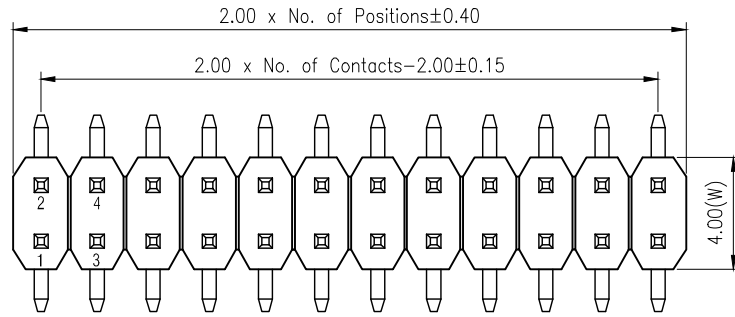 2.00 x No. of Positions±0.40
2.00 x No. of Contacts-2.00±0.15
2 4
4.00(W)
1 3